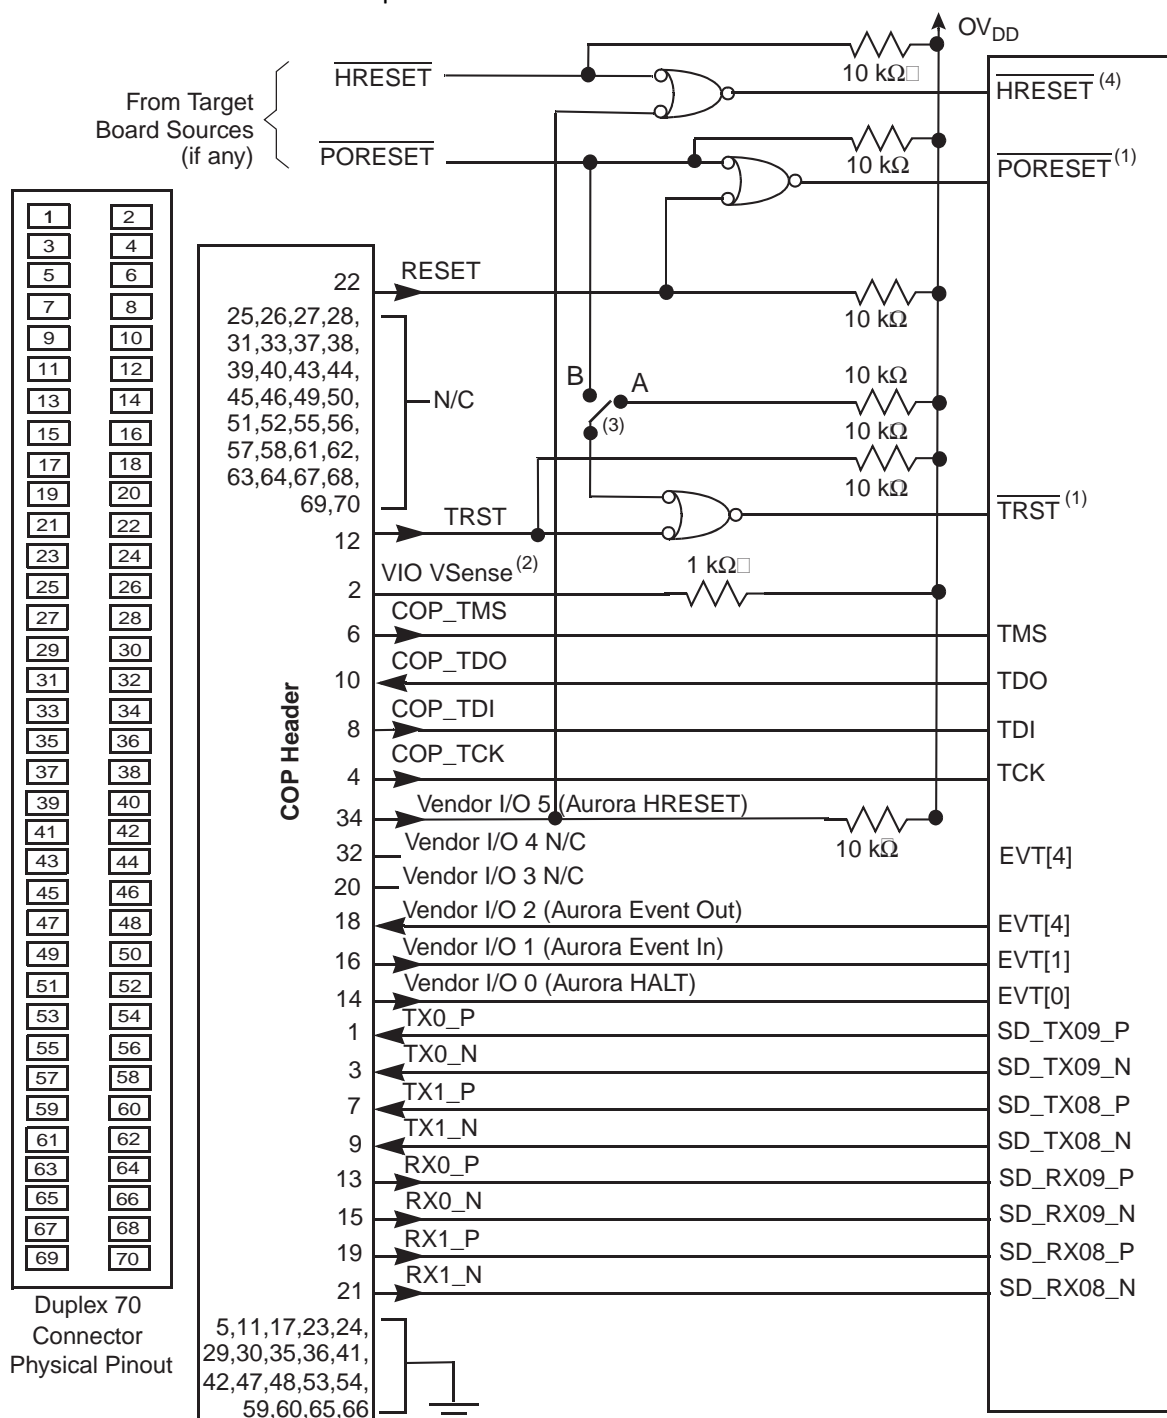 OVDD
10 kΩ□
HRESET
HRESET (4)
From Target
Board Sources
(if any)
PORESET
10 kΩ
PORESET(1)
1 2
3 4
5 6
7 8
9 10
11 12
13 14
15 16
17 18
19 20
21 22
23 24
25 26
27 28
29 30
31 32
33 34
35 36
37 38
39 40
41 42
43 44
45 46
47 48
49 50
51 52
53 54
55 56
57 58
59 60
61 62
63 64
65 66
67 68
69 70
Duplex 70
Connector
Physical Pinout
COP Header
22 RESET
10 kΩ
25,26,27,28,
31,33,37,38,
39,40,43,44,
45,46,49,50,
51,52,55,56,
57,58,61,62,
63,64,67,68,
69,70
N/C
B A
(3)
10 kΩ
10 kΩ
10 kΩ
12 TRST
TRST (1)
2 VIO VSense(2) 1 kΩ□
6 COP_TMS TMS
10 COP_TDO TDO
8 COP_TDI TDI
4 COP_TCK TCK
34 Vendor I/O 5 (Aurora HRESET)
10 kΩ
32 Vendor I/O 4 N/C EVT[4]
20 Vendor I/O 3 N/C
18 Vendor I/O 2 (Aurora Event Out) EVT[4]
16 Vendor I/O 1 (Aurora Event In) EVT[1]
14 Vendor I/O 0 (Aurora HALT) EVT[0]
1 TX0_P SD_TX09_P
3 TX0_N SD_TX09_N
7 TX1_P SD_TX08_P
9 TX1_N SD_TX08_N
13 RX0_P SD_RX09_P
15 RX0_N SD_RX09_N
19 RX1_P SD_RX08_P
21 RX1_N SD_RX08_N
5,11,17,23,24,
29,30,35,36,41,
42,47,48,53,54,
59,60,65,66